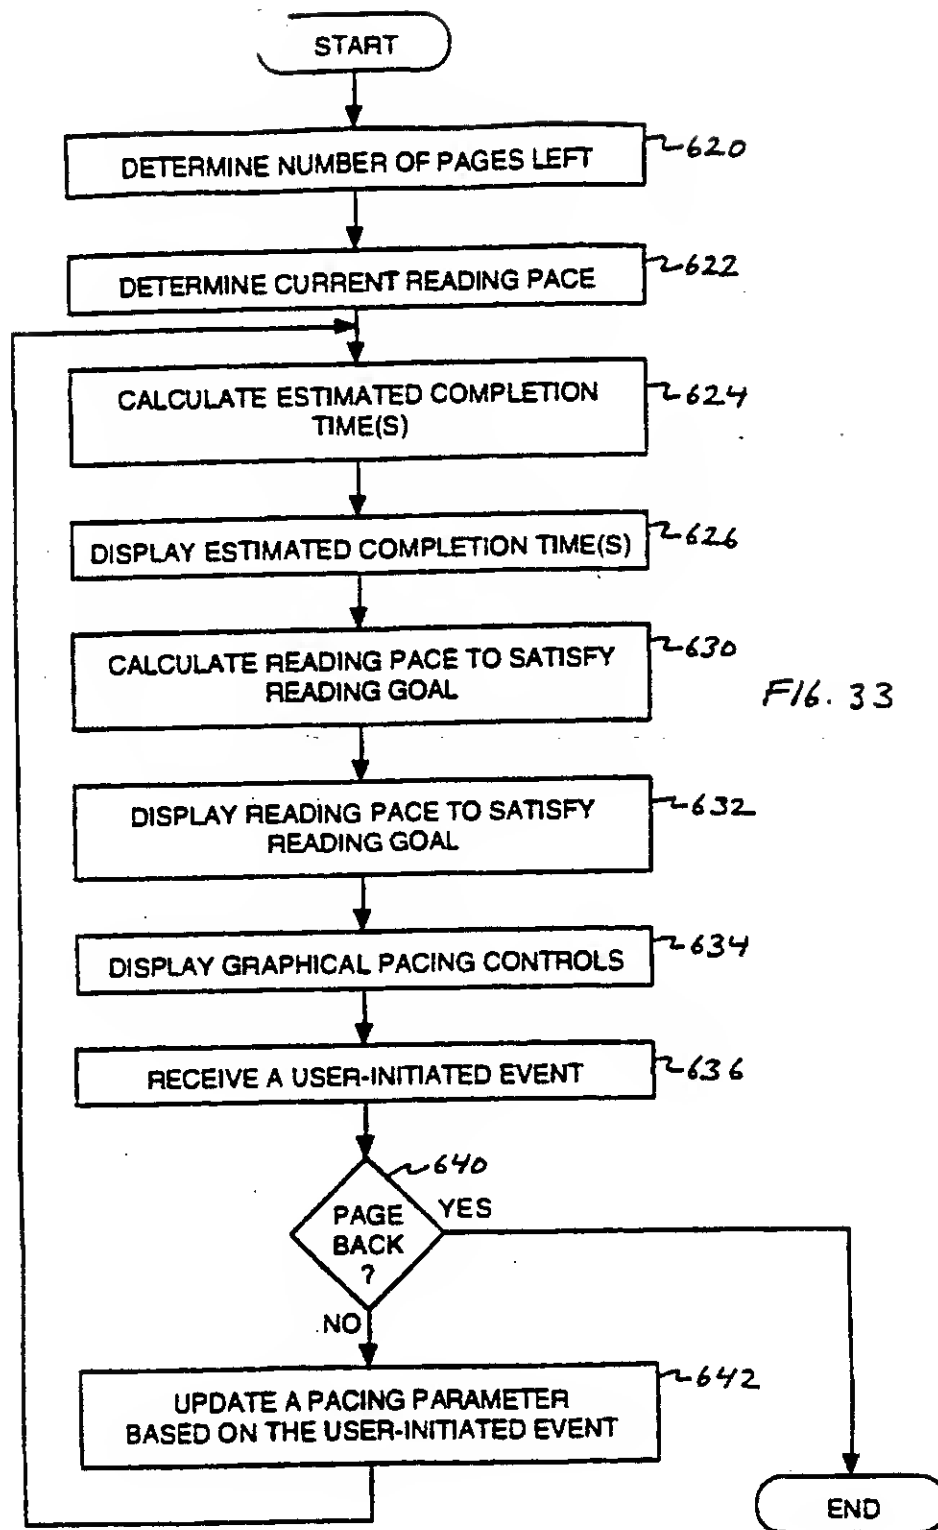 START
DETERMINE NUMBER OF PAGES LEFT
620
DETERMINE CURRENT READING PACE
622
CALCULATE ESTIMATED COMPLETION
TIME(S)
624
DISPLAY ESTIMATED COMPLETION TIME(S)
626
CALCULATE READING PACE TO SATISFY
READING GOAL
630
FIG. 33
DISPLAY READING PACE TO SATISFY
READING GOAL
632
DISPLAY GRAPHICAL PACING CONTROLS
634
RECEIVE A USER-INITIATED EVENT
636
640
PAGE
BACK
?
YES
NO
UPDATE A PACING PARAMETER
BASED ON THE USER-INITIATED EVENT
642
END